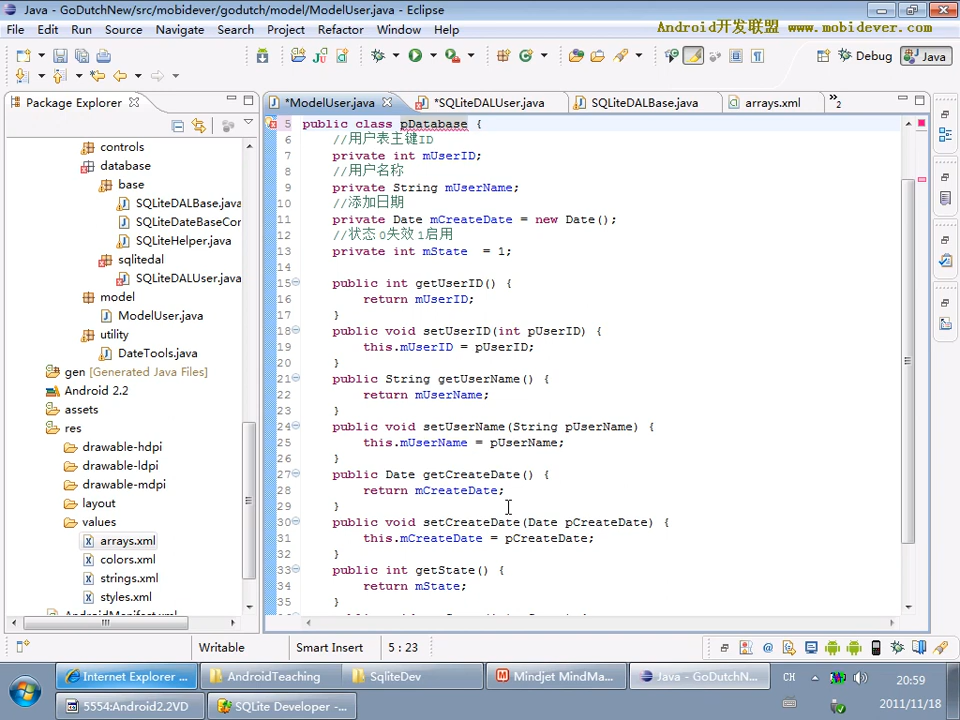 Java - GoDutchNew/src/mobidever/godutch/model/ModelUser.java - Eclipse
File Edit Run Source Navigate Search Project Refactor Window Help
Android开发联盟 www.mobidever.com
Debug Java
Package Explorer
*ModelUser.java *SQLiteDALUser.java SQLiteDALBase.java arrays.xml »2
controls
database
base
SQLiteDALBase.java
SQLiteDateBaseCor
SQLiteHelper.java
sqlitedal
SQLiteDALUser.java
model
ModelUser.java
utility
DateTools.java
gen [Generated Java Files]
Android 2.2
assets
res
drawable-hdpi
drawable-ldpi
drawable-mdpi
layout
values
arrays.xml
colors.xml
strings.xml
styles.xml
AndroidManifest.xml
5 public class pDatabase {
6 //用户表主键ID
7 private int mUserID;
8 //用户名称
9 private String mUserName;
10 //添加日期
11 private Date mCreateDate = new Date();
12 //状态 0失效 1启用
13 private int mState = 1;
14
15 public int getUserID() {
16 return mUserID;
17 }
18 public void setUserID(int pUserID) {
19 this.mUserID = pUserID;
20 }
21 public String getUserName() {
22 return mUserName;
23 }
24 public void setUserName(String pUserName) {
25 this.mUserName = pUserName;
26 }
27 public Date getCreateDate() {
28 return mCreateDate;
29 }
30 public void setCreateDate(Date pCreateDate) {
31 this.mCreateDate = pCreateDate;
32 }
33 public int getState() {
34 return mState;
35 }
Writable Smart Insert 5 : 23
Internet Explorer ... AndroidTeaching SqliteDev Mindjet MindMa... Java - GoDutchN... CH 20:59
5554:Android2.2VD SQLite Developer - ... 2011/11/18